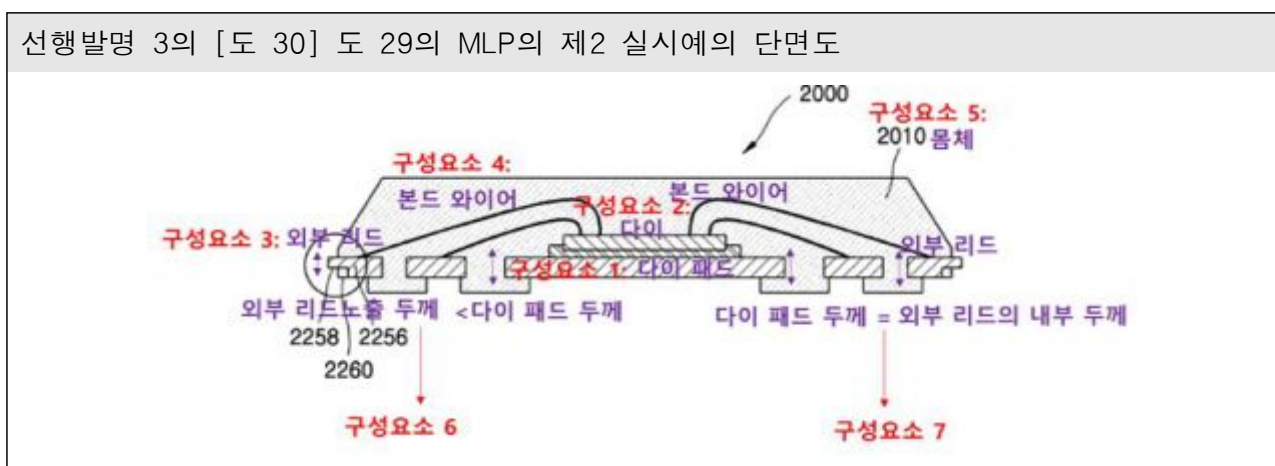 선행발명 3의 [도 30] 도 29의 MLP의 제2 실시예의 단면도
2000
구성요소 5:
2010 몸체
구성요소 4:
본드 와이어
본드 와이어
구성요소 2:
다이
구성요소 3: 외부 리드
외부 리드
구성요소 1: 다이 패드
외부 리드노출 두께 <다이 패드 두께
다이 패드 두께 = 외부 리드의 내부 두께
2258
2256
2260
구성요소 6
구성요소 7